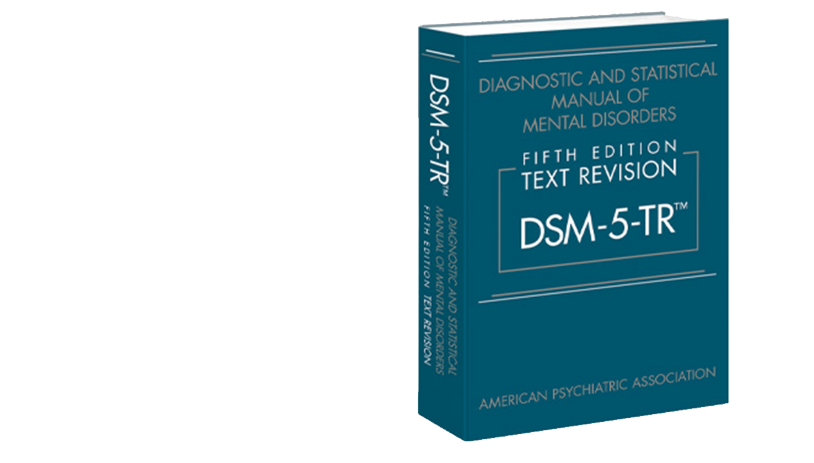 DSM-5-TR™
DIAGNOSTIC AND STATISTICAL
MANUAL OF MENTAL DISORDERS
FIFTH EDITION TEXT REVISION
DIAGNOSTIC AND STATISTICAL
MANUAL OF
MENTAL DISORDERS
FIFTH EDITION
TEXT REVISION
DSM-5-TR™
AMERICAN PSYCHIATRIC ASSOCIATION